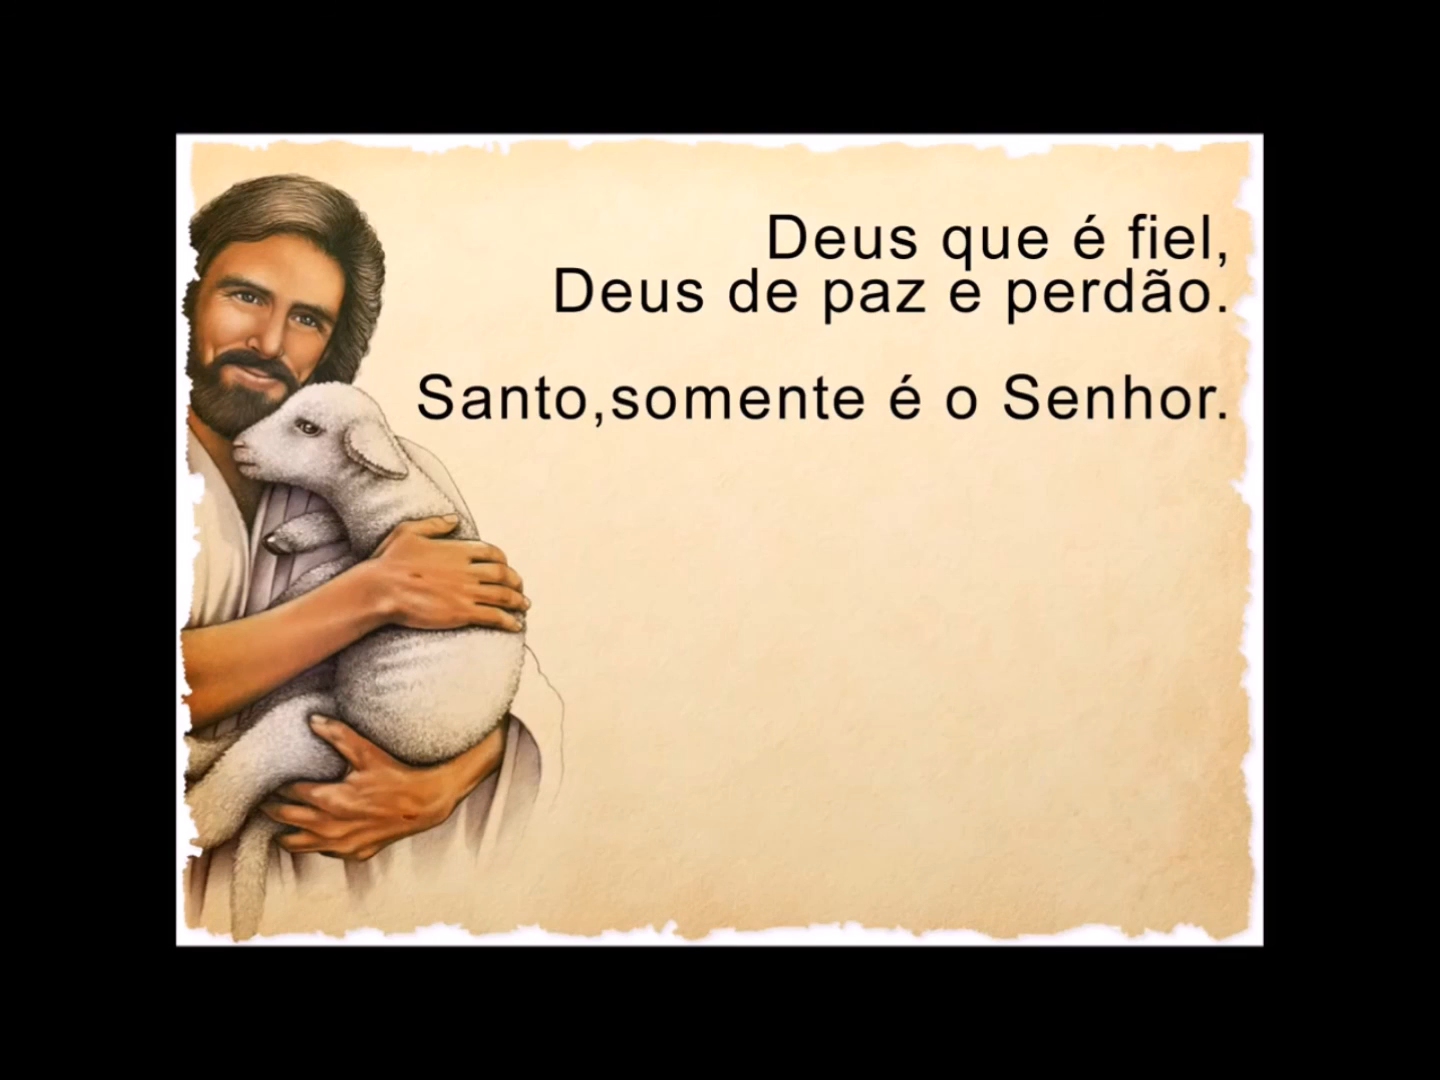 Deus que é fiel,
Deus de paz e perdão.
Santo,somente é o Senhor.